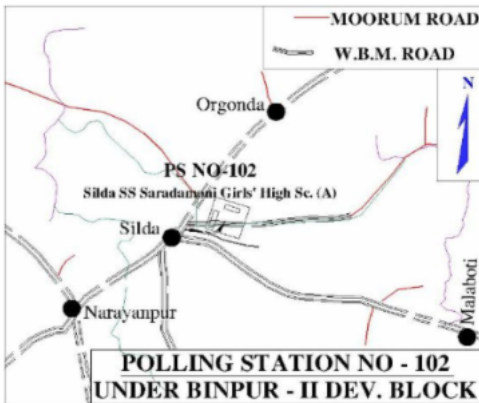 MOORUM ROAD
W.B.M. ROAD
N
Orgonda
PS NO-102
Silda SS Saradamani Girls' High Sc. (A)
Silda
Narayanpur
Malaboti
POLLING STATION NO - 102
UNDER BINPUR - II DEV. BLOCK